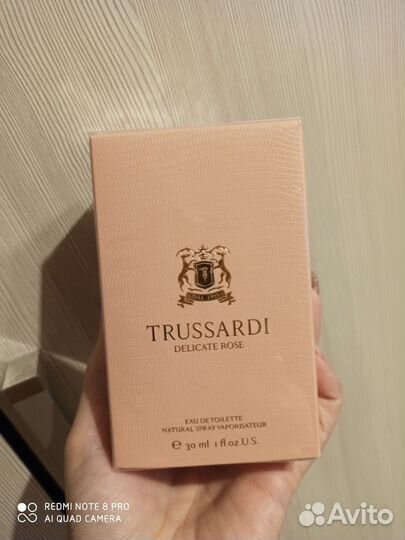 TRUSSARDI
DELICATE ROSE
EAU DE TOILETTE
NATURAL SPRAY VAPORISATEUR
℮ 30 ml 1 fl.oz.U.S.
REDMI NOTE 8 PRO
AI QUAD CAMERA
Avito